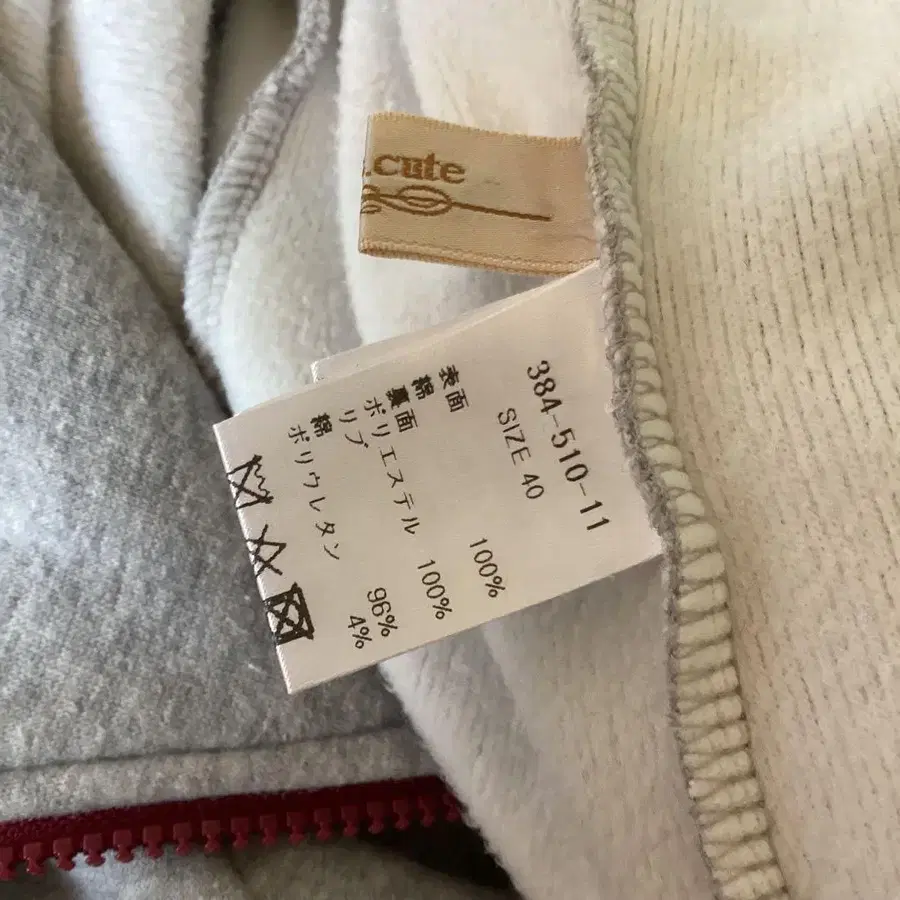 .cute
384-510-11
SIZE 40
表面
綿 100%
裏面
ポリエステル 100%
リブ
綿 96%
ポリウレタン 4%